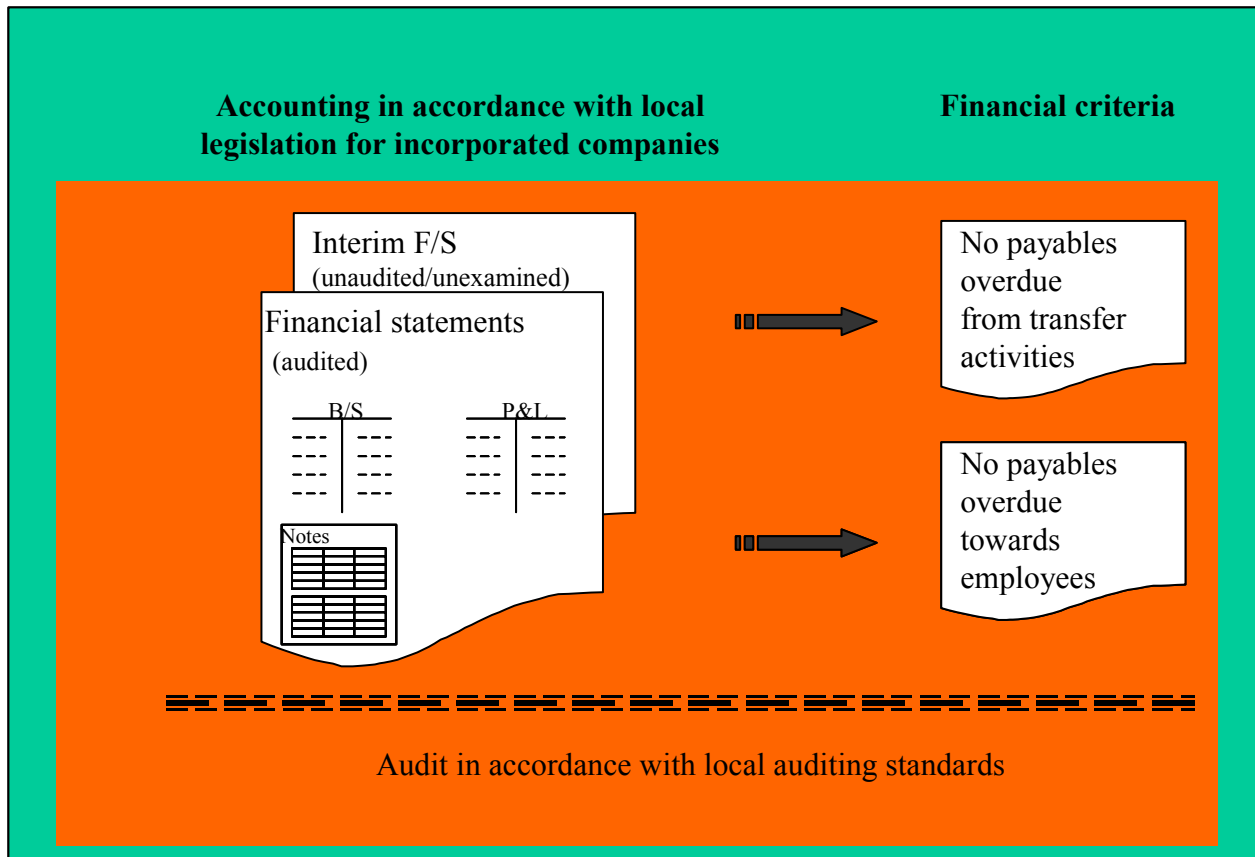 Accounting in accordance with local
legislation for incorporated companies
Financial criteria
Interim F/S
(unaudited/unexamined)
Financial statements
(audited)
B/S
P&L
Notes
No payables
overdue
from transfer
activities
No payables
overdue
towards
employees
Audit in accordance with local auditing standards